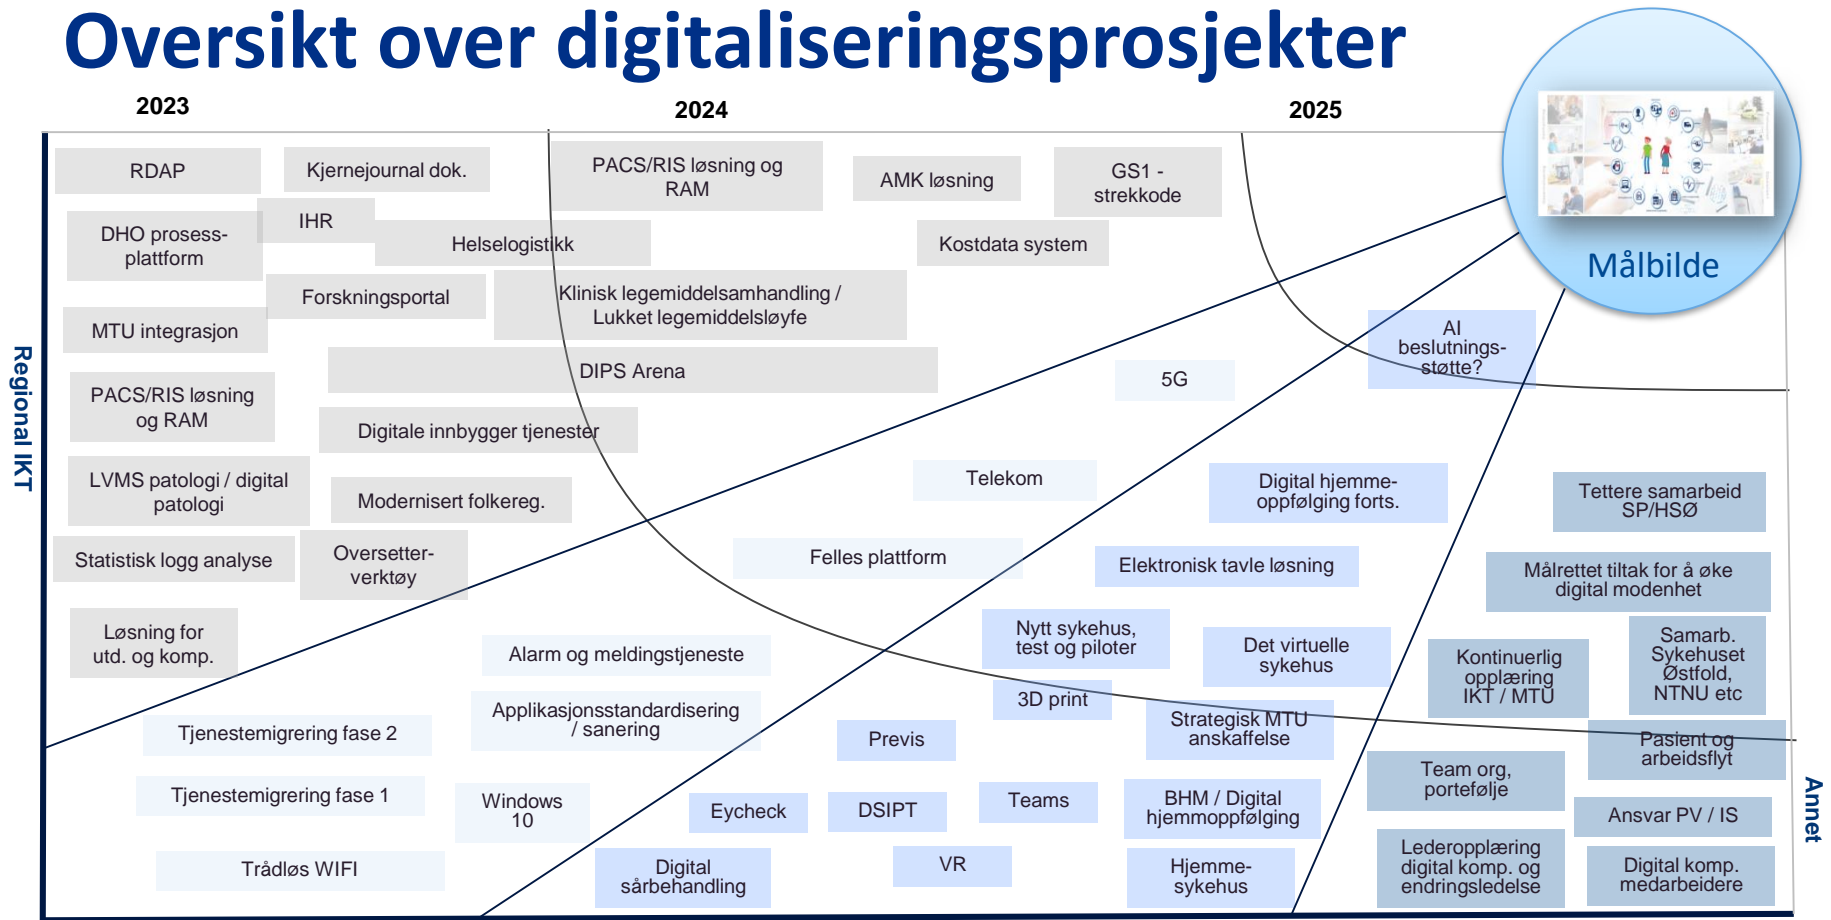 Oversikt over digitaliseringsprosjekter
2023
2024
2025
Målbilde
Regional IKT
Annet
RDAP
Kjernejournal dok.
PACS/RIS løsning og
RAM
AMK løsning
GS1 -
strekkode
IHR
DHO prosess-
plattform
Helselogistikk
Kostdata system
Forskningsportal
Klinisk legemiddelsamhandling /
Lukket legemiddelsløyfe
MTU integrasjon
DIPS Arena
PACS/RIS løsning
og RAM
Digitale innbygger tjenester
LVMS patologi / digital
patologi
Modernisert folkereg.
Statistisk logg analyse
Oversetter-
verktøy
Løsning for
utd. og komp.
5G
Telekom
Felles plattform
Alarm og meldingstjeneste
Applikasjonsstandardisering
/ sanering
Tjenestemigrering fase 2
Tjenestemigrering fase 1
Windows
10
Trådløs WIFI
AI
beslutnings-
støtte?
Digital hjemme-
oppfølging forts.
Elektronisk tavle løsning
Nytt sykehus,
test og piloter
Det virtuelle
sykehus
3D print
Strategisk MTU
anskaffelse
Previs
Eycheck
DSIPT
Teams
BHM / Digital
hjemmoppfølging
Digital
sårbehandling
VR
Hjemme-
sykehus
Tettere samarbeid
SP/HSØ
Målrettet tiltak for å øke
digital modenhet
Kontinuerlig
opplæring
IKT / MTU
Samarb.
Sykehuset
Østfold,
NTNU etc
Pasient og
arbeidsflyt
Team org,
portefølje
Ansvar PV / IS
Lederopplæring
digital komp. og
endringsledelse
Digital komp.
medarbeidere